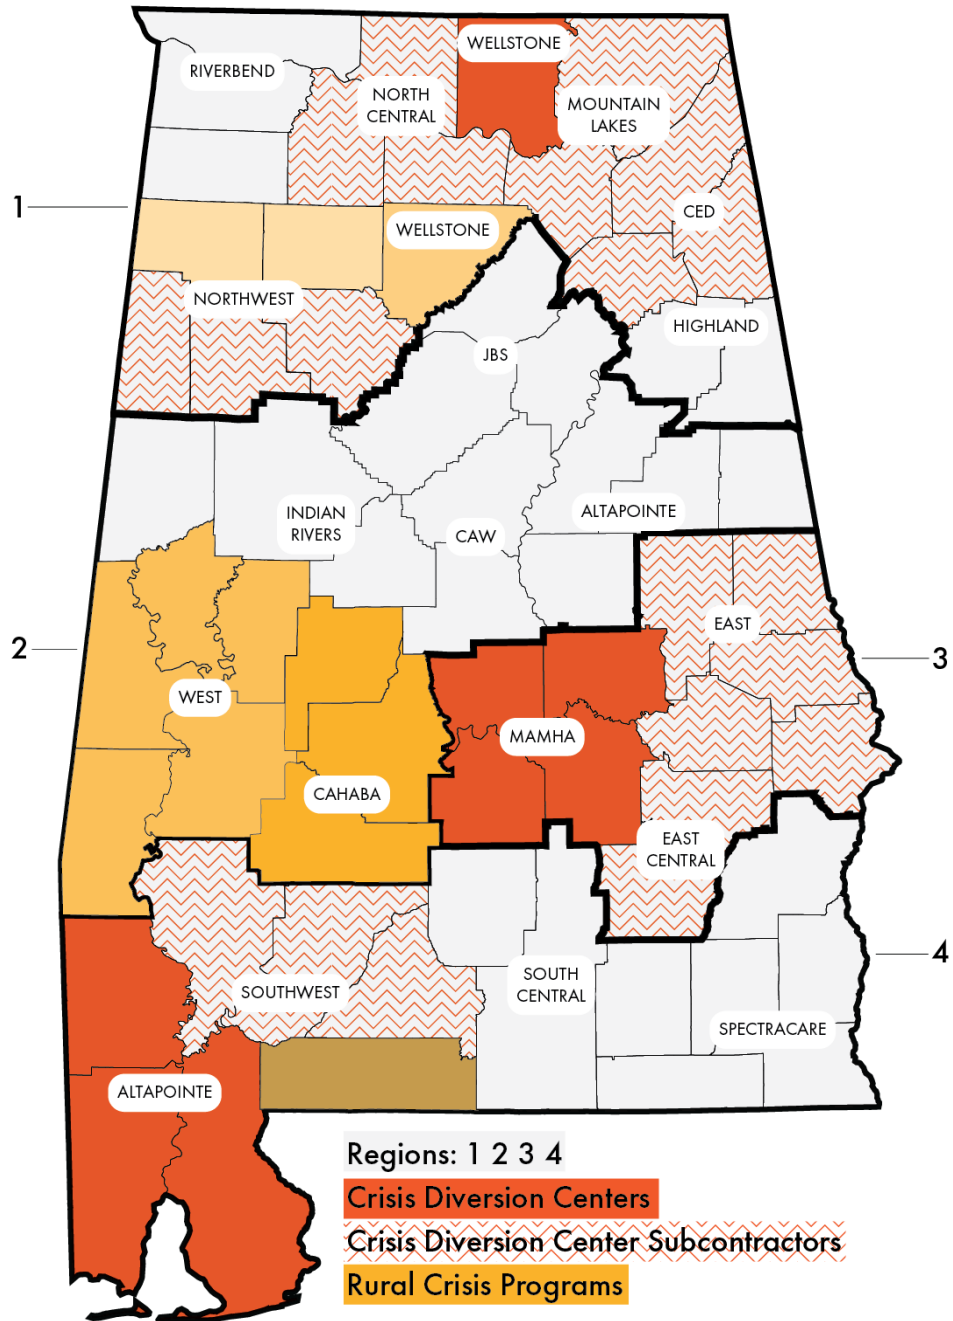 WELLSTONE
RIVERBEND
NORTH
CENTRAL
MOUNTAIN
LAKES
1
CED
WELLSTONE
NORTHWEST
HIGHLAND
JBS
INDIAN
RIVERS
CAW
ALTAPOINTE
EAST
2
3
WEST
MAMHA
CAHABA
EAST
CENTRAL
4
SOUTHWEST
SOUTH
CENTRAL
SPECTRACARE
ALTAPOINTE
Regions: 1 2 3 4
Crisis Diversion Centers
Crisis Diversion Center Subcontractors
Rural Crisis Programs